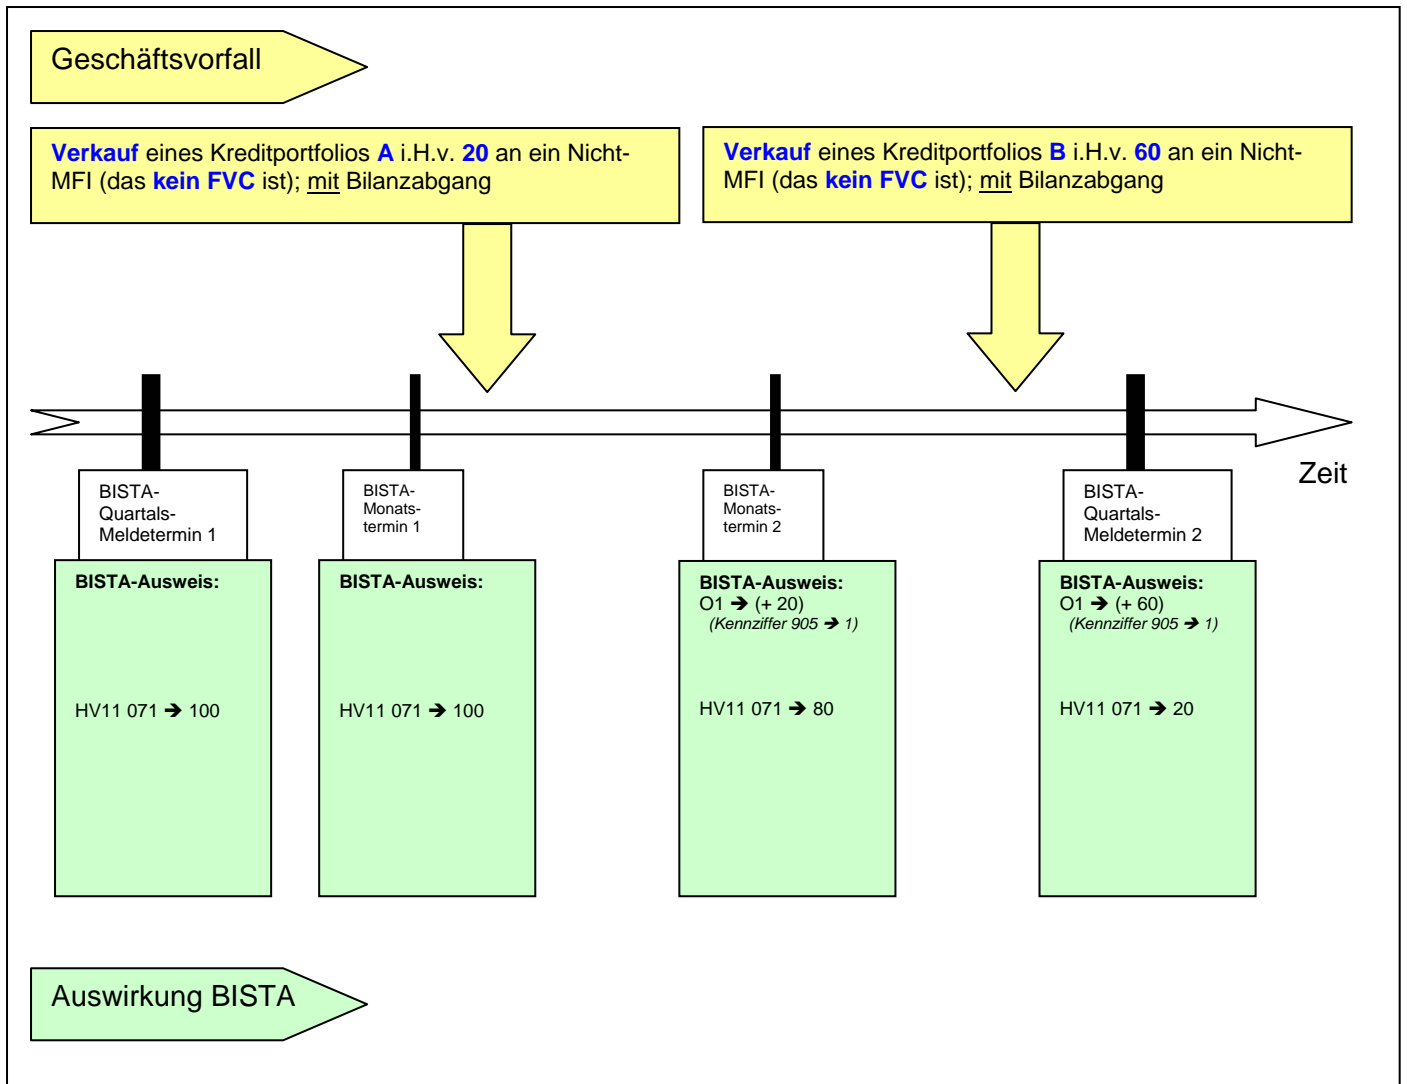 Geschäftsvorfall
Verkauf eines Kreditportfolios A i.H.v. 20 an ein Nicht-
MFI (das kein FVC ist); mit Bilanzabgang
Verkauf eines Kreditportfolios B i.H.v. 60 an ein Nicht-
MFI (das kein FVC ist); mit Bilanzabgang
Zeit
BISTA-
Quartals-
Meldetermin 1
BISTA-
Monats-
termin 1
BISTA-
Monats-
termin 2
BISTA-
Quartals-
Meldetermin 2
BISTA-Ausweis:
HV11 071 ➔ 100
BISTA-Ausweis:
HV11 071 ➔ 100
BISTA-Ausweis:
O1 ➔ (+ 20)
(Kennziffer 905 ➔ 1)
HV11 071 ➔ 80
BISTA-Ausweis:
O1 ➔ (+ 60)
(Kennziffer 905 ➔ 1)
HV11 071 ➔ 20
Auswirkung BISTA